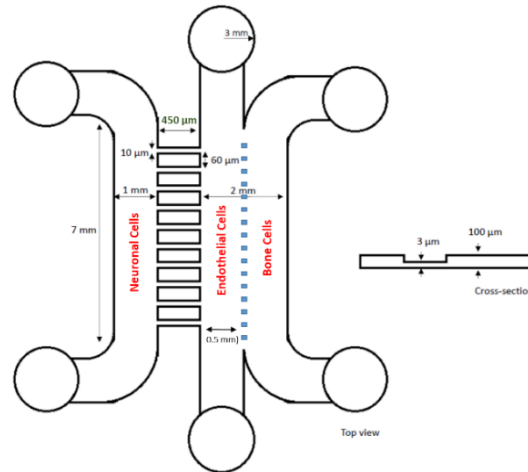 3 mm
450 µm
10 µm
60 µm
1 mm
2 mm
7 mm
Neuronal Cells
Endothelial Cells
Bone Cells
0.5 mm)
3 µm
100 µm
Cross-sectio
Top view